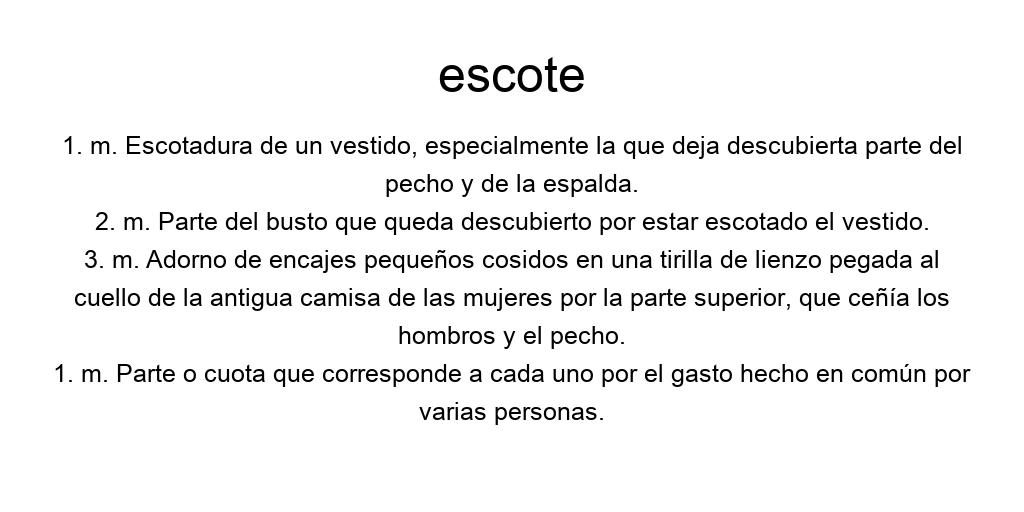 escote
1. m. Escotadura de un vestido, especialmente la que deja descubierta parte del
pecho y de la espalda.
2. m. Parte del busto que queda descubierto por estar escotado el vestido.
3. m. Adorno de encajes pequeños cosidos en una tirilla de lienzo pegada al
cuello de la antigua camisa de las mujeres por la parte superior, que ceñía los
hombros y el pecho.
1. m. Parte o cuota que corresponde a cada uno por el gasto hecho en común por
varias personas.